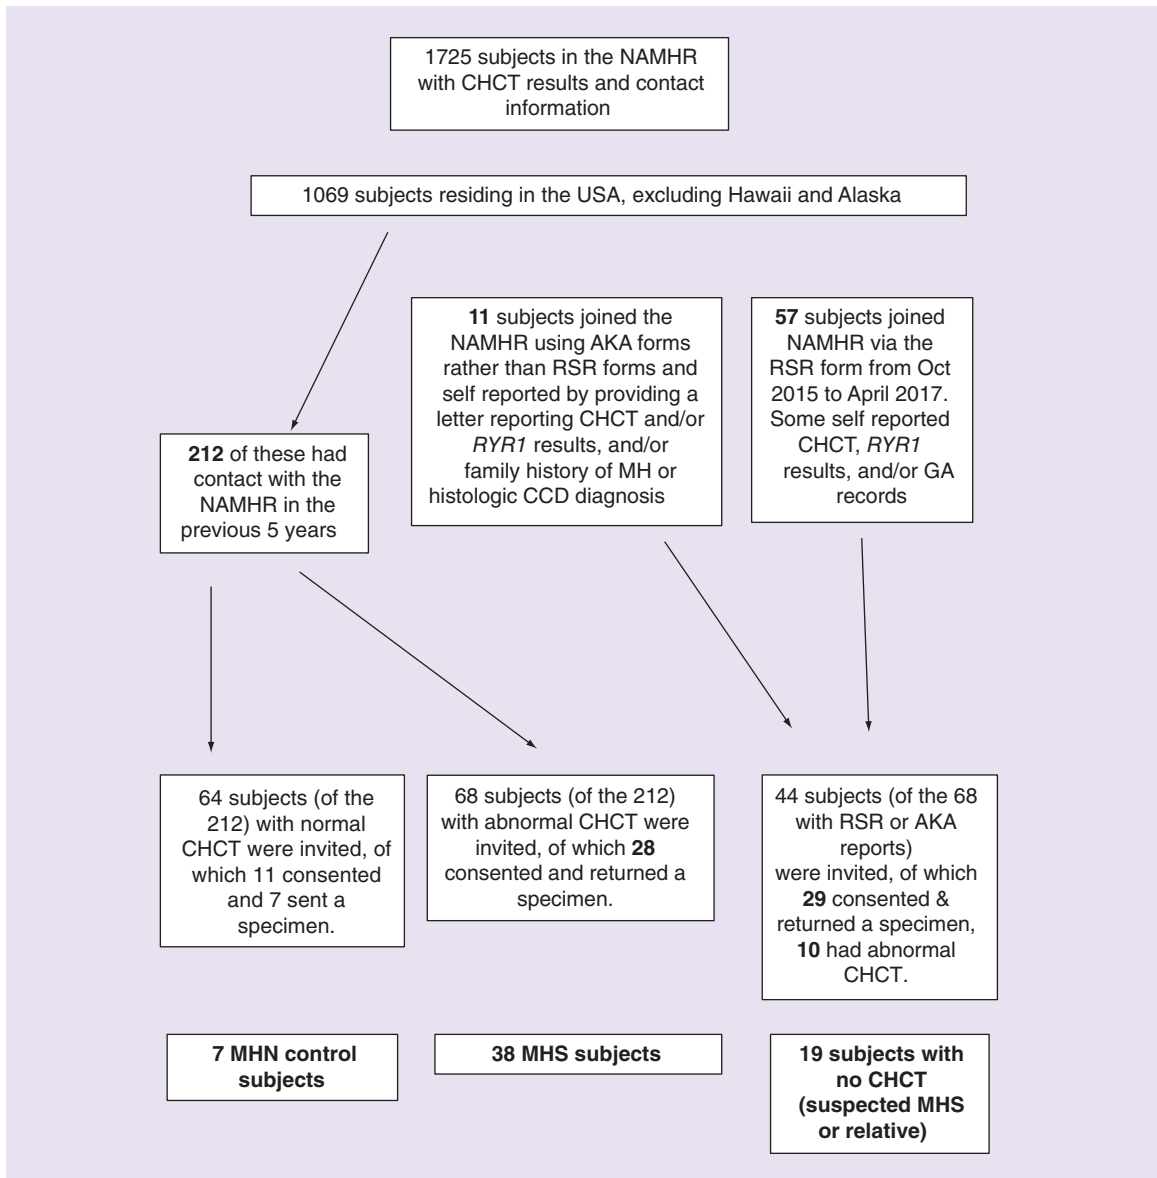 1725 subjects in the NAMHR
with CHCT results and contact
information
1069 subjects residing in the USA, excluding Hawaii and Alaska
11 subjects joined the
NAMHR using AKA forms
rather than RSR forms and
self reported by providing a
letter reporting CHCT and/or
RYR1 results, and/or
family history of MH or
histologic CCD diagnosis
57 subjects joined
NAMHR via the
RSR form from Oct
2015 to April 2017.
Some self reported
CHCT, RYR1
results, and/or GA
records
212 of these had
contact with the
NAMHR in the
previous 5 years
64 subjects (of the
212) with normal
CHCT were invited, of
which 11 consented
and 7 sent a
specimen.
68 subjects (of the 212)
with abnormal CHCT were
invited, of which 28
consented and returned a
specimen.
44 subjects (of the 68
with RSR or AKA
reports)
were invited, of which
29 consented &
returned a specimen,
10 had abnormal
CHCT.
7 MHN control
subjects
38 MHS subjects
19 subjects with
no CHCT
(suspected MHS
or relative)